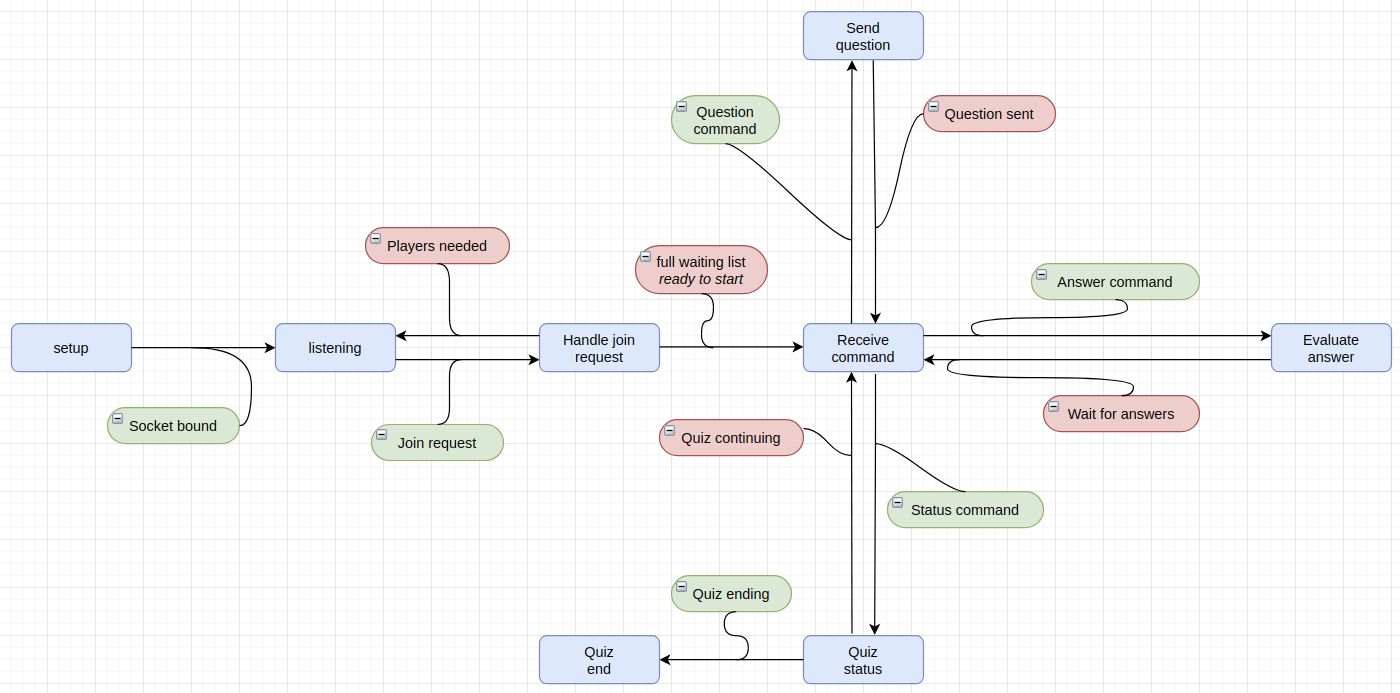 Send
question
Question
command
Question sent
Players needed
full waiting list
ready to start
Answer command
setup
listening
Handle join
request
Receive
command
Evaluate
answer
Socket bound
Join request
Quiz continuing
Wait for answers
Status command
Quiz ending
Quiz
end
Quiz
status